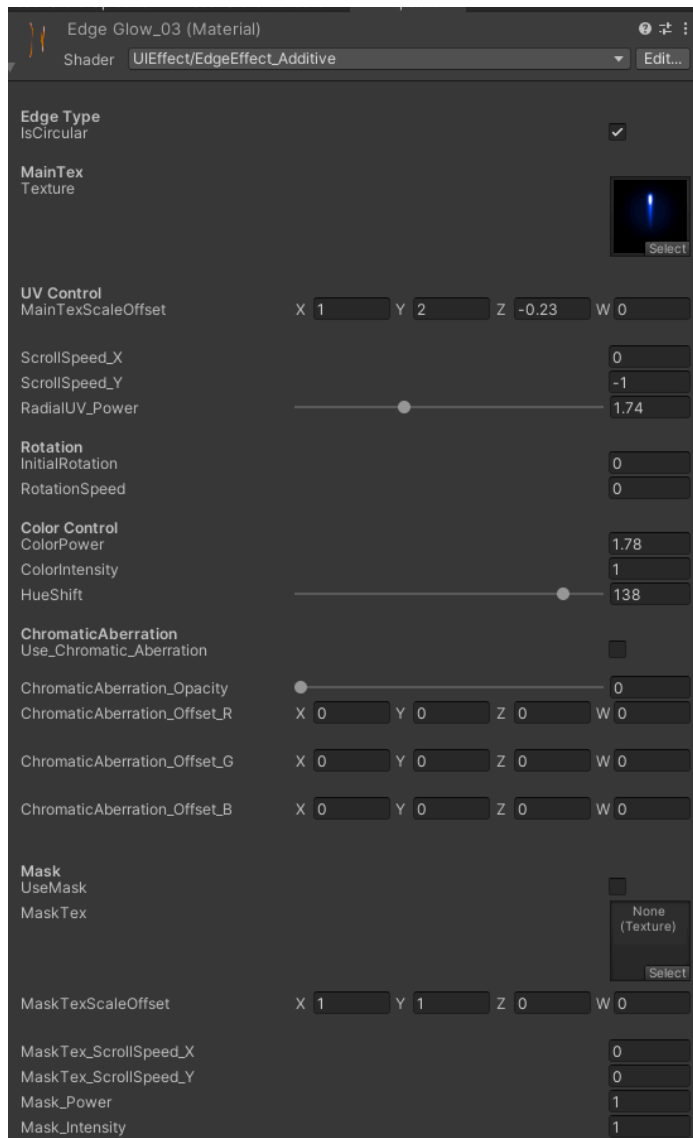 Edge Glow_03 (Material)
Shader UIEffect/EdgeEffect_Additive Edit...
Edge Type
IsCircular
MainTex
Texture
Select
UV Control
MainTexScaleOffset X 1 Y 2 Z -0.23 W 0
ScrollSpeed_X 0
ScrollSpeed_Y -1
RadialUV_Power 1.74
Rotation
InitialRotation 0
RotationSpeed 0
Color Control
ColorPower 1.78
ColorIntensity 1
HueShift 138
ChromaticAberration
Use_Chromatic_Aberration
ChromaticAberration_Opacity 0
ChromaticAberration_Offset_R X 0 Y 0 Z 0 W 0
ChromaticAberration_Offset_G X 0 Y 0 Z 0 W 0
ChromaticAberration_Offset_B X 0 Y 0 Z 0 W 0
Mask
UseMask
MaskTex None
(Texture)
Select
MaskTexScaleOffset X 1 Y 1 Z 0 W 0
MaskTex_ScrollSpeed_X 0
MaskTex_ScrollSpeed_Y 0
Mask_Power 1
Mask_Intensity 1